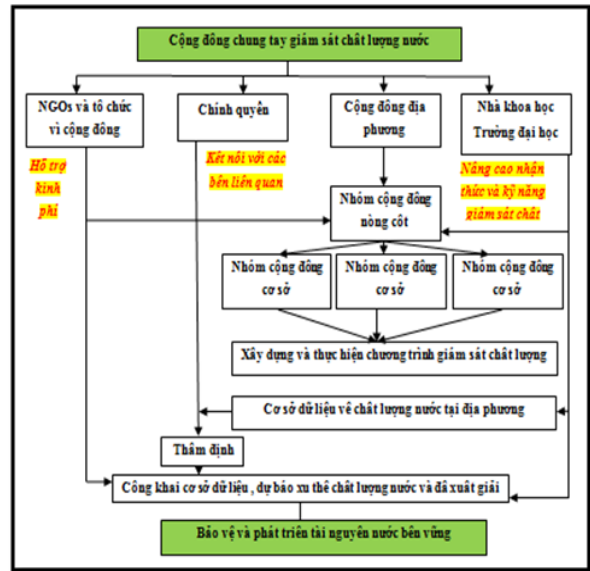 Cộng đồng chung tay giám sát chất lượng nước
NGOs và tổ chức
vì cộng đồng
Chính quyền
Cộng đồng địa
phương
Nhà khoa học
Trường đại học
Hỗ trợ
kinh
phí
Kết nối với các
bên liên quan
Nâng cao nhận
thức và kỹ năng
giám sát chất
Nhóm cộng đồng
nòng cốt
Nhóm cộng đồng
cơ sở
Nhóm cộng đồng
cơ sở
Nhóm cộng đồng
cơ sở
Xây dựng và thực hiện chương trình giám sát chất lượng
Cơ sở dữ liệu về chất lượng nước tại địa phương
Thẩm định
Công khai cơ sở dữ liệu , dự báo xu thế chất lượng nước và đề xuất giải
Bảo vệ và phát triển tài nguyên nước bền vững